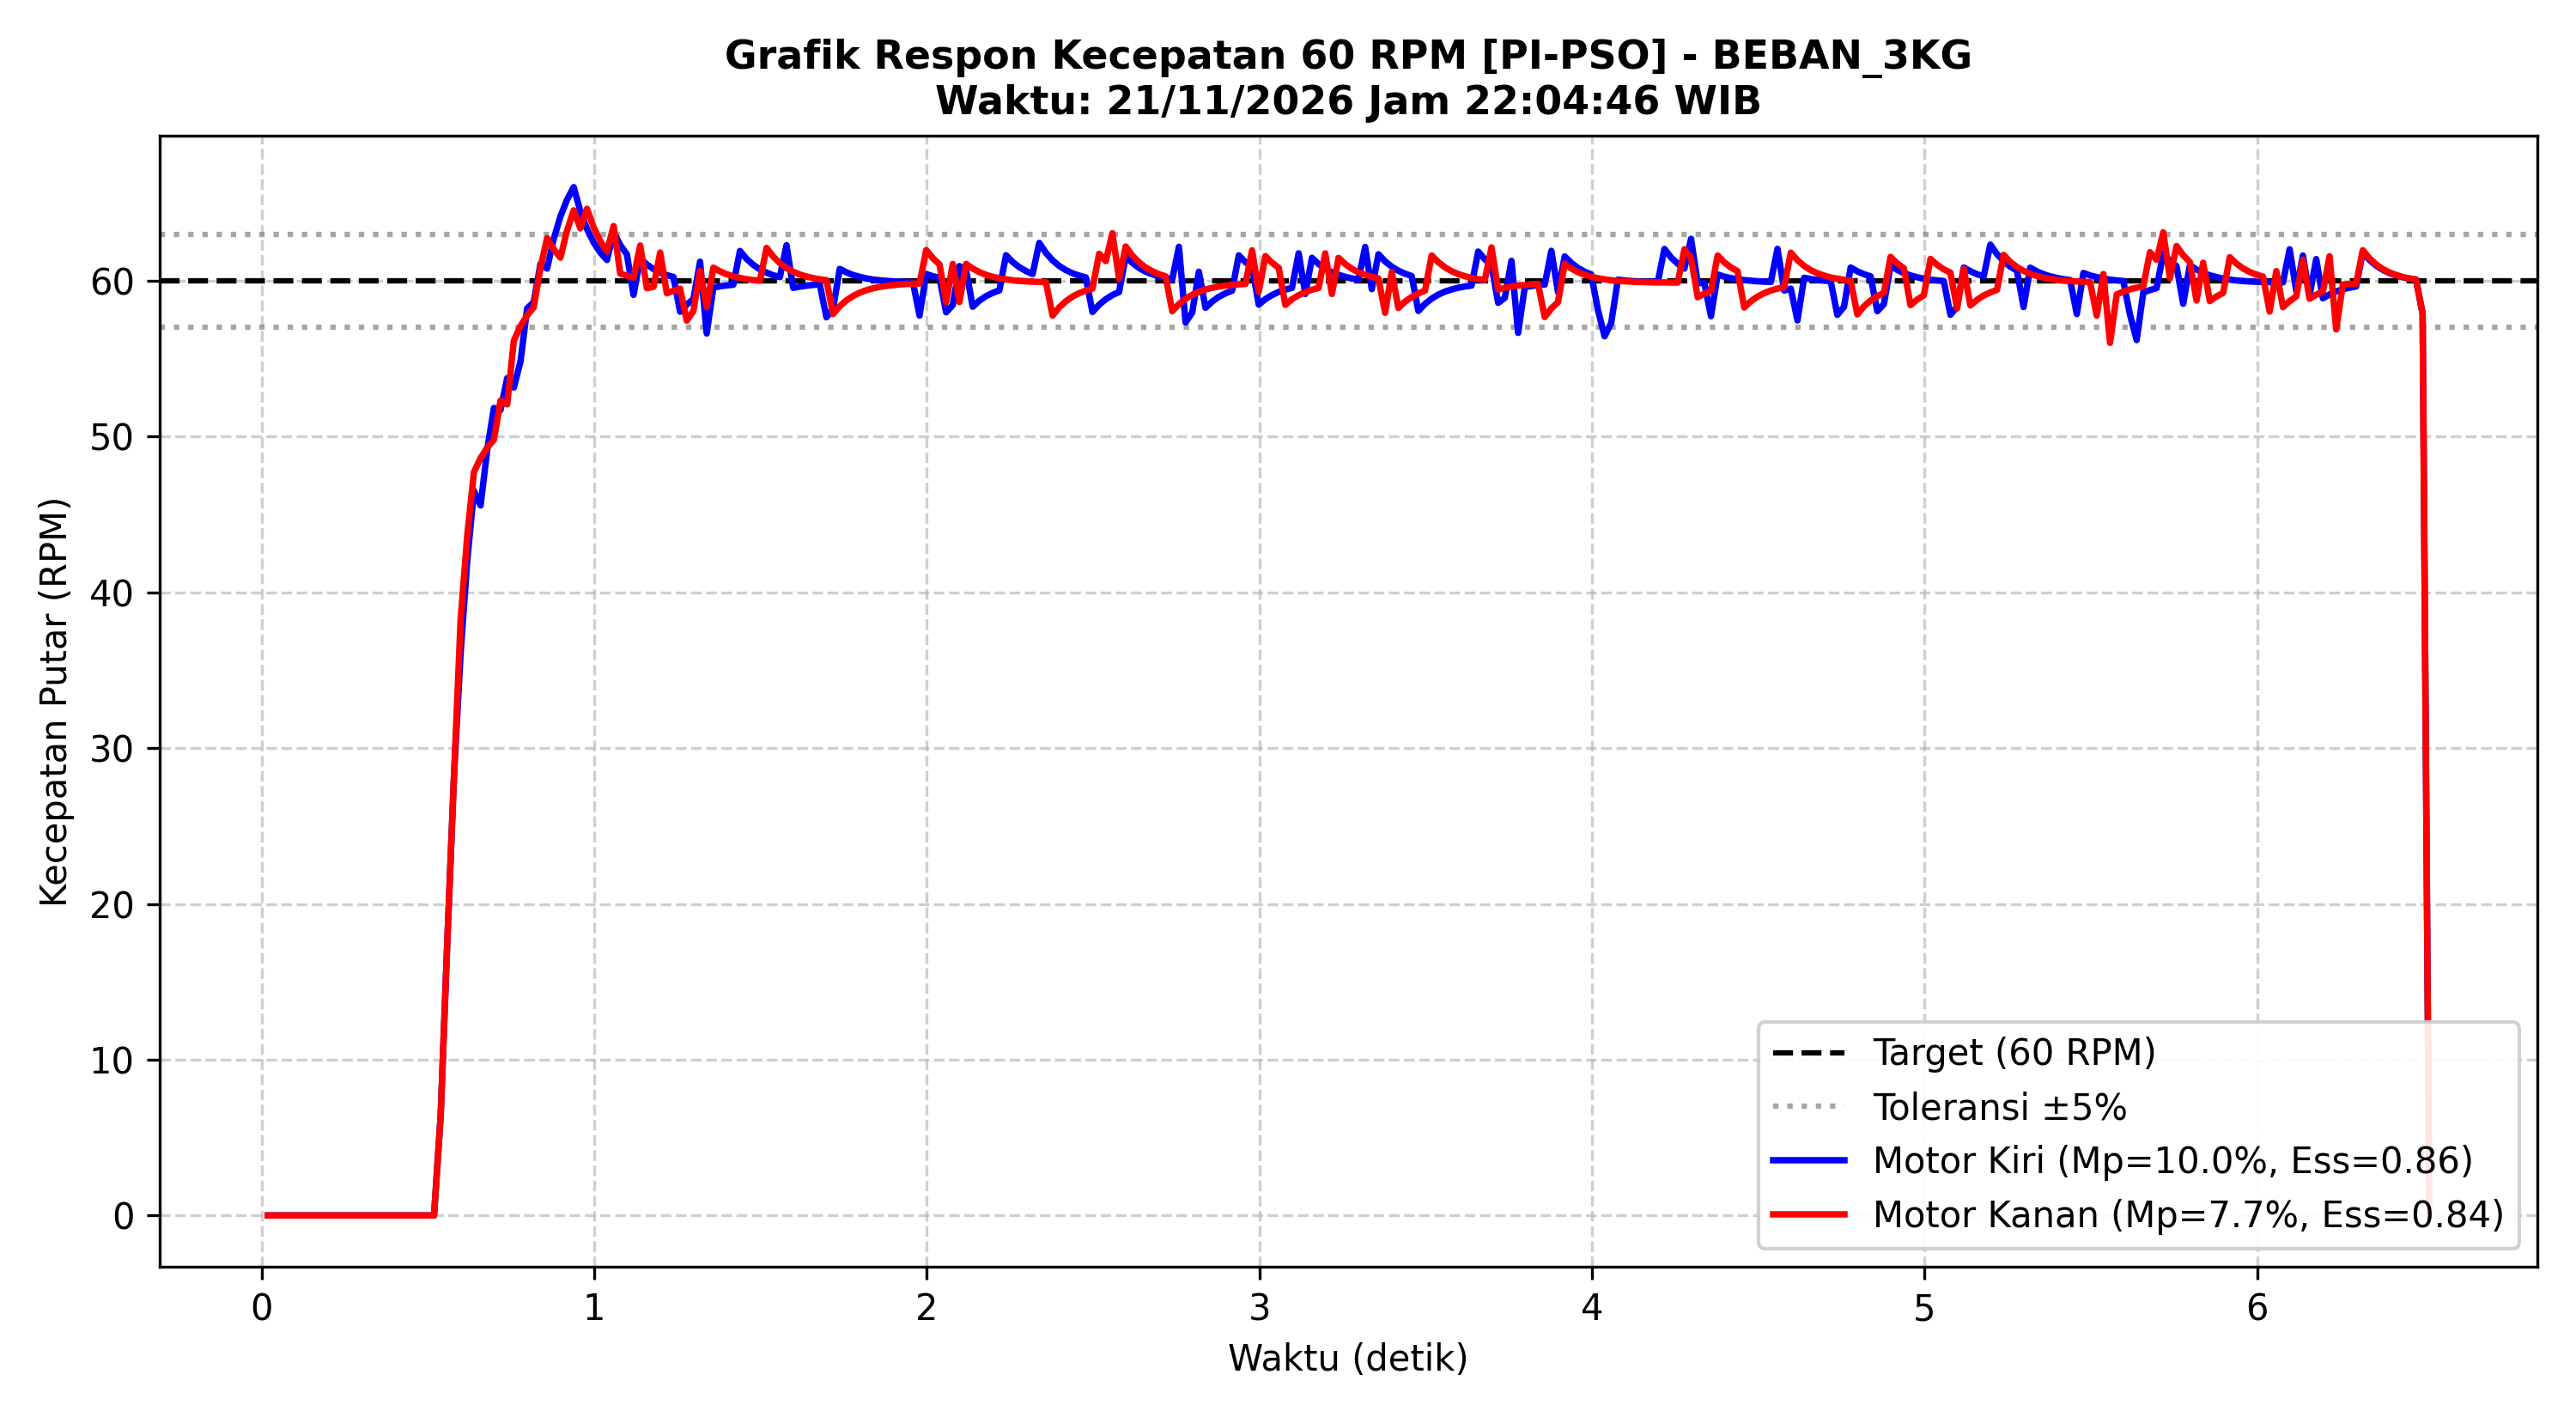 Grafik Respon Kecepatan 60 RPM [PI-PSO] - BEBAN_3KG
Waktu: 21/11/2026 Jam 22:04:46 WIB
Kecepatan Putar (RPM)
60
50
40
30
20
10
0
Target (60 RPM)
Toleransi ±5%
Motor Kiri (Mp=10.0%, Ess=0.86)
Motor Kanan (Mp=7.7%, Ess=0.84)
0 1 2 3 4 5 6
Waktu (detik)